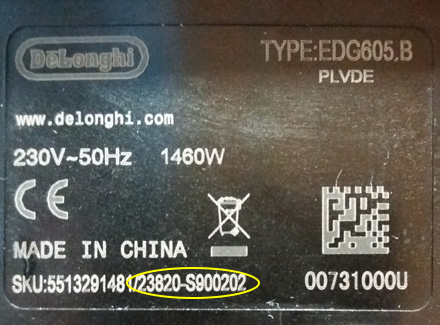 DeLonghi
TYPE:EDG605.B
PLVDE
www.delonghi.com
230V~50Hz 1460W
CE
MADE IN CHINA
SKU:5513291481/23820-S900202
00731000U